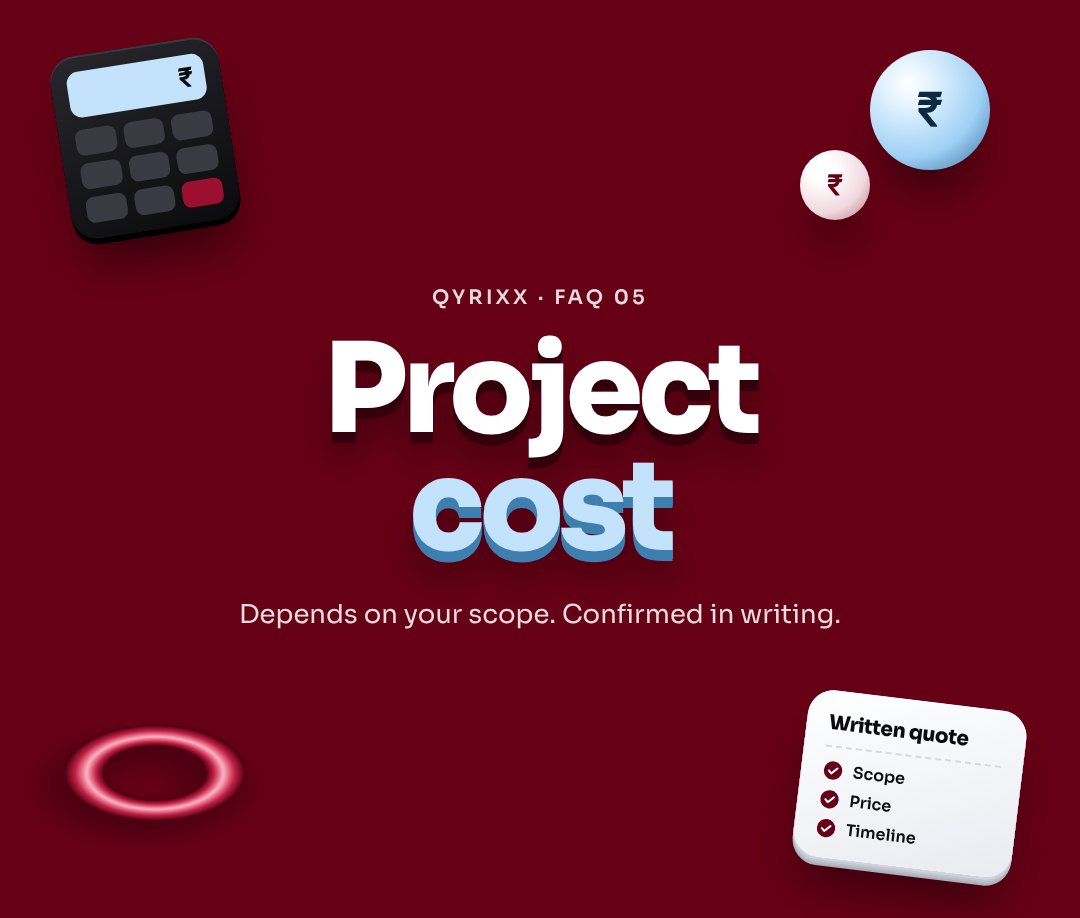 ₹
₹
₹
QYRIXX · FAQ 05
Project
cost
Depends on your scope. Confirmed in writing.
Written quote
Scope
Price
Timeline